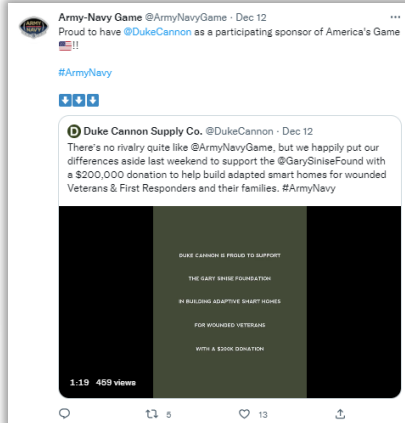 Army-Navy Game @ArmyNavyGame · Dec 12
Proud to have @DukeCannon as a participating sponsor of America's Game
🇺🇸!!
#ArmyNavy
⬇️⬇️⬇️
Duke Cannon Supply Co. @DukeCannon · Dec 12
There's no rivalry quite like @ArmyNavyGame, but we happily put our
differences aside last weekend to support the @GarySiniseFound with
a $200,000 donation to help build adapted smart homes for wounded
Veterans & First Responders and their families. #ArmyNavy
DUKE CANNON IS PROUD TO SUPPORT
THE GARY SINISE FOUNDATION
IN BUILDING ADAPTIVE SMART HOMES
FOR WOUNDED VETERANS
WITH A $200K DONATION
1:19 459 views
5 13